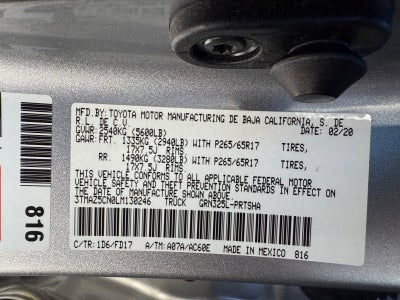 MFD. BY:TOYOTA MOTOR MANUFACTURING DE BAJA CALIFORNIA, S. DE
R.L. DE C.V. 02/20
GVWR: 2540KG (5600LB)
GAWR: FRT. 1335KG (2940LB) WITH P265/65R17 TIRES,
17X7.5J RIMS
RR. 1490KG (3280LB) WITH P265/65R17 TIRES,
17X7.5J RIMS.
THIS VEHICLE CONFORMS TO ALL APPLICABLE FEDERAL MOTOR
VEHICLE SAFETY AND THEFT PREVENTION STANDARDS IN EFFECT ON
THE DATE OF MANUFACTURE SHOWN ABOVE.
3TMAZ5CN0LM130246 TRUCK GRN325L-PRTSHA
C/TR: 1D6/FD17 A/TM: A07A/AC60E MADE IN MEXICO 816
816